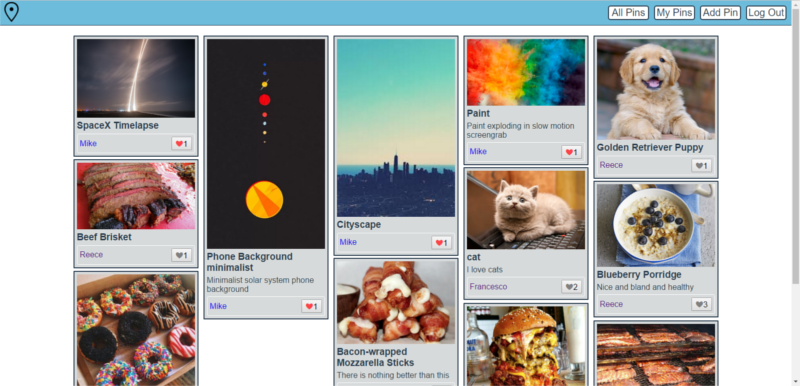 All Pins
My Pins
Add Pin
Log Out
SpaceX Timelapse
Mike
1
Beef Brisket
Reece
1
Phone Background
minimalist
Minimalist solar system phone
background
Mike
1
Cityscape
Mike
1
Bacon-wrapped
Mozzarella Sticks
There is nothing better than this
Paint
Paint exploding in slow motion
screengrab
Mike
1
cat
I love cats
Francesco
2
Golden Retriever Puppy
Reece
1
Blueberry Porridge
Nice and bland and healthy
Reece
3